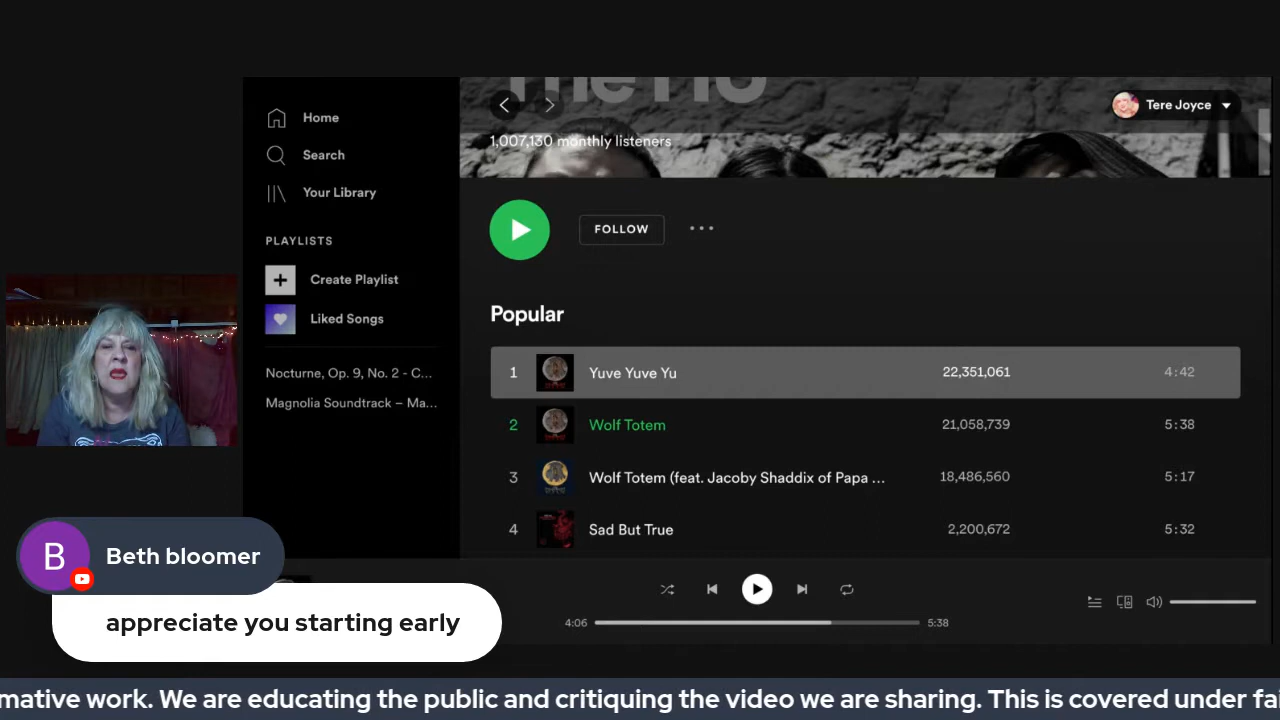 The HU
1,007,130 monthly listeners
Tere Joyce
Home
Search
Your Library
PLAYLISTS
Create Playlist
Liked Songs
Nocturne, Op. 9, No. 2 - C...
Magnolia Soundtrack – Ma...
FOLLOW
Popular
1 Yuve Yuve Yu 22,351,061 4:42
2 Wolf Totem 21,058,739 5:38
3 Wolf Totem (feat. Jacoby Shaddix of Papa ... 18,486,560 5:17
4 Sad But True 2,200,672 5:32
4:06 5:38
B Beth bloomer
appreciate you starting early
mative work. We are educating the public and critiquing the video we are sharing. This is covered under fai